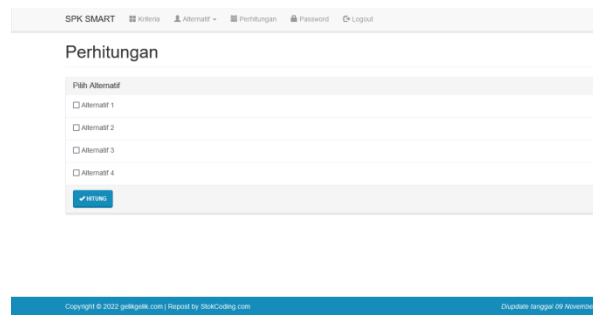 SPK SMART Kriteria Alternatif Perhitungan Password Logout
Perhitungan
Pilih Alternatif
Alternatif 1
Alternatif 2
Alternatif 3
Alternatif 4
HITUNG
Copyright © 2022 gelikgelik.com | Repost by StokCoding.com Diupdate tanggal 09 Novembe